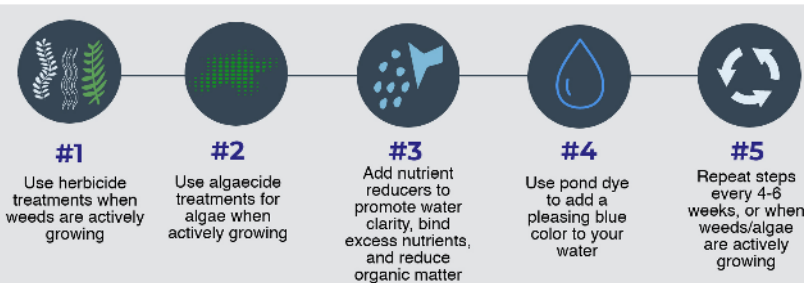 #1
Use herbicide
treatments when
weeds are actively
growing
#2
Use algaecide
treatments for
algae when
actively growing
#3
Add nutrient
reducers to
promote water
clarity, bind
excess nutrients,
and reduce
organic matter
#4
Use pond dye
to add a
pleasing blue
color to your
water
#5
Repeat steps
every 4-6
weeks, or when
weeds/algae
are actively
growing